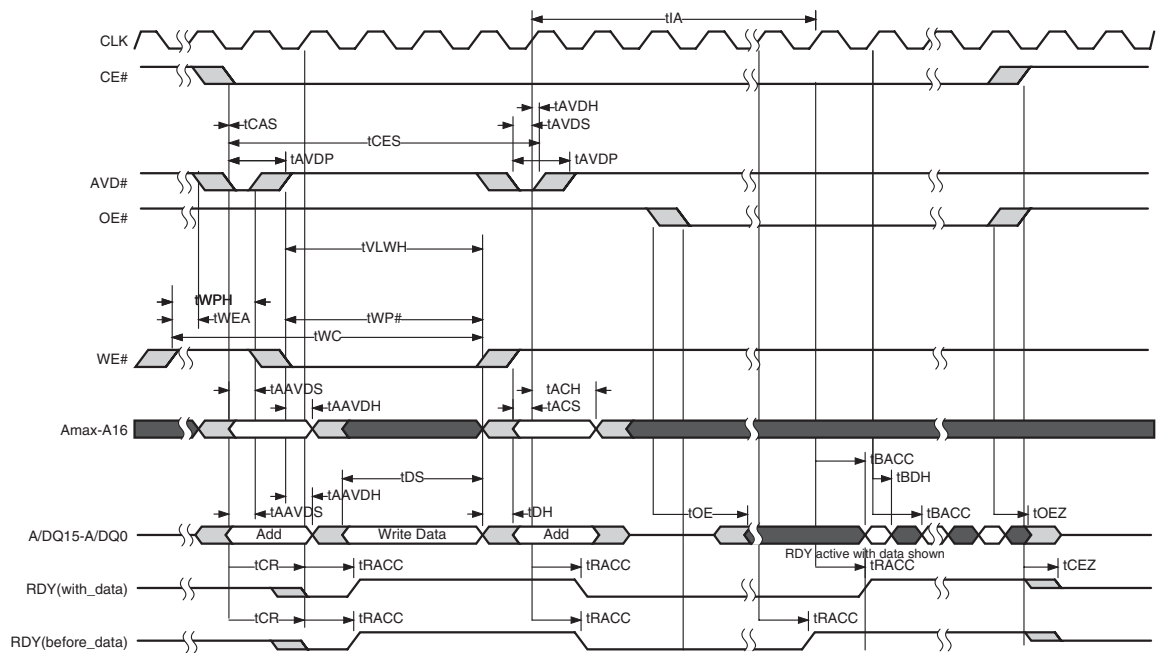 tIA
CLK
CE#
tAVDH
tCAS
tAVDS
tCES
tAVDP
tAVDP
AVD#
OE#
tVLWH
tWPH
tWEA
tWP#
tWC
WE#
tAAVDS
tACH
tAAVDH
tACS
Amax-A16
tBACC
tDS
tBDH
tAAVDH
tAAVDS
tDH
tOE
tBACC
tOEZ
A/DQ15-A/DQ0
Add
Write Data
Add
RDY active with data shown
tCR
tRACC
tRACC
tRACC
tCEZ
RDY(with_data)
tCR
tRACC
tRACC
tRACC
RDY(before_data)